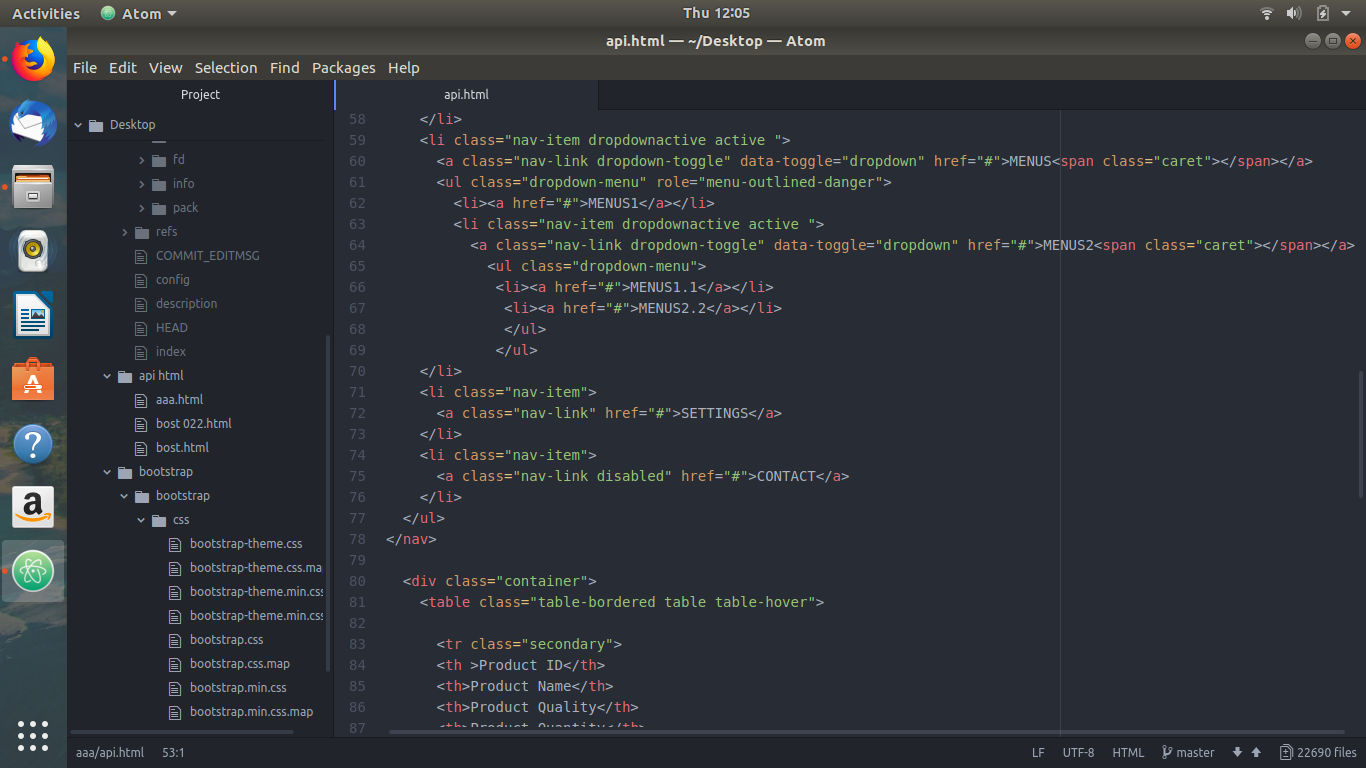 Activities
Atom
Thu 12:05
api.html — ~/Desktop — Atom
File Edit View Selection Find Packages Help
Project
Desktop
fd
info
pack
refs
COMMIT_EDITMSG
config
description
HEAD
index
api html
aaa.html
bost 022.html
bost.html
bootstrap
bootstrap
css
bootstrap-theme.css
bootstrap-theme.css.ma
bootstrap-theme.min.css
bootstrap-theme.min.css
bootstrap.css
bootstrap.css.map
bootstrap.min.css
bootstrap.min.css.map
api.html
58 </li>
59 <li class="nav-item dropdownactive active ">
60 <a class="nav-link dropdown-toggle" data-toggle="dropdown" href="#">MENUS<span class="caret"></span></a>
61 <ul class="dropdown-menu" role="menu-outlined-danger">
62 <li><a href="#">MENUS1</a></li>
63 <li class="nav-item dropdownactive active ">
64 <a class="nav-link dropdown-toggle" data-toggle="dropdown" href="#">MENUS2<span class="caret"></span></a>
65 <ul class="dropdown-menu">
66 <li><a href="#">MENUS1.1</a></li>
67 <li><a href="#">MENUS2.2</a></li>
68 </ul>
69 </ul>
70 </li>
71 <li class="nav-item">
72 <a class="nav-link" href="#">SETTINGS</a>
73 </li>
74 <li class="nav-item">
75 <a class="nav-link disabled" href="#">CONTACT</a>
76 </li>
77 </ul>
78 </nav>
79
80 <div class="container">
81 <table class="table-bordered table table-hover">
82
83 <tr class="secondary">
84 <th >Product ID</th>
85 <th>Product Name</th>
86 <th>Product Quality</th>
87 <th>Product Quantity</th>
aaa/api.html 53:1
LF UTF-8 HTML master 22690 files